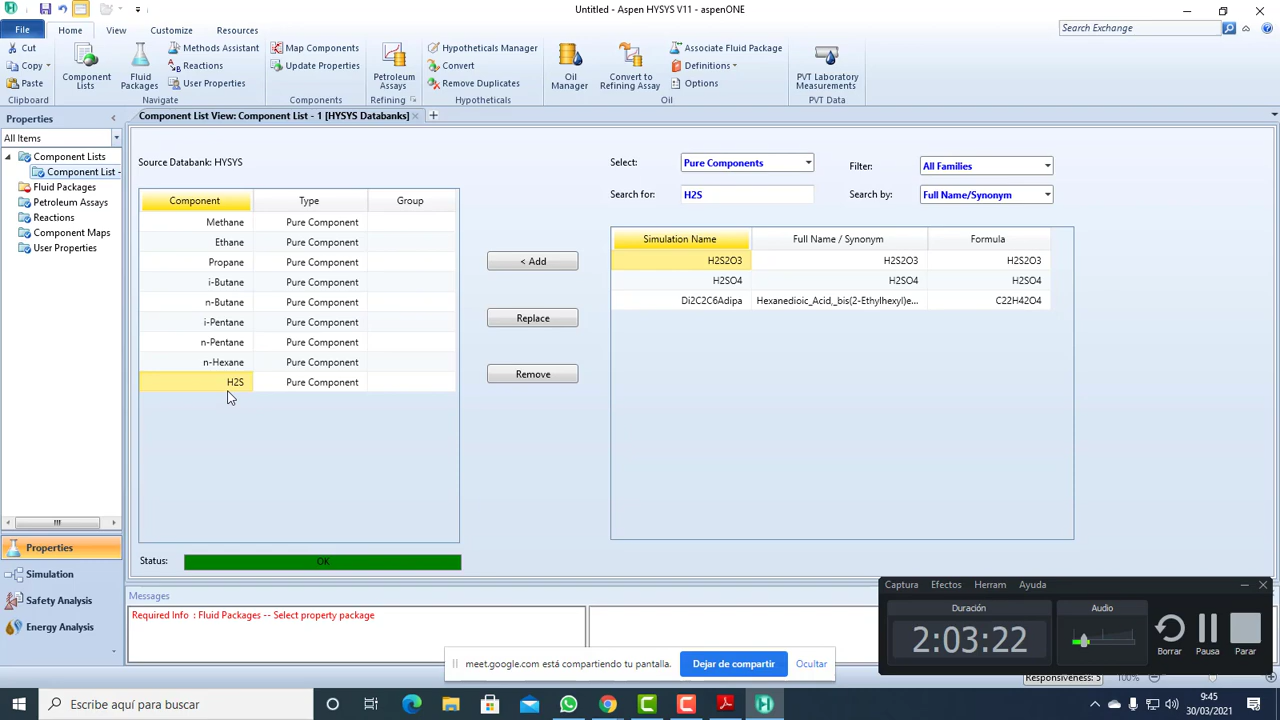 Untitled - Aspen HYSYS V11 - aspenONE
File
Home
View
Customize
Resources
Search Exchange
Cut
Copy
Paste
Clipboard
Component Lists
Fluid Packages
Methods Assistant
Reactions
User Properties
Navigate
Map Components
Update Properties
Components
Petroleum Assays
Refining
Hypotheticals Manager
Convert
Remove Duplicates
Hypotheticals
Oil Manager
Convert to Refining Assay
Associate Fluid Package
Definitions
Options
Oil
PVT Laboratory Measurements
PVT Data
Properties
All Items
Component Lists
Component List -
Fluid Packages
Petroleum Assays
Reactions
Component Maps
User Properties
Properties
Simulation
Safety Analysis
Energy Analysis
Component List View: Component List - 1 [HYSYS Databanks]
Source Databank: HYSYS
Component Type Group
Methane Pure Component
Ethane Pure Component
Propane Pure Component
i-Butane Pure Component
n-Butane Pure Component
i-Pentane Pure Component
n-Pentane Pure Component
n-Hexane Pure Component
H2S Pure Component
< Add
Replace
Remove
Select: Pure Components
Filter: All Families
Search for: H2S
Search by: Full Name/Synonym
Simulation Name Full Name / Synonym Formula
H2S2O3 H2S2O3 H2S2O3
H2SO4 H2SO4 H2SO4
Di2C2C6Adipa Hexanedioic_Acid,_bis(2-Ethylhexyl)e... C22H42O4
Status: OK
Messages
Required Info : Fluid Packages -- Select property package
Captura Efectos Herram Ayuda
Duración
2:03:22
Audio
Borrar
Pausa
Parar
meet.google.com está compartiendo tu pantalla.
Dejar de compartir
Ocultar
Responsiveness: 5
100%
Escribe aquí para buscar
9:45
30/03/2021